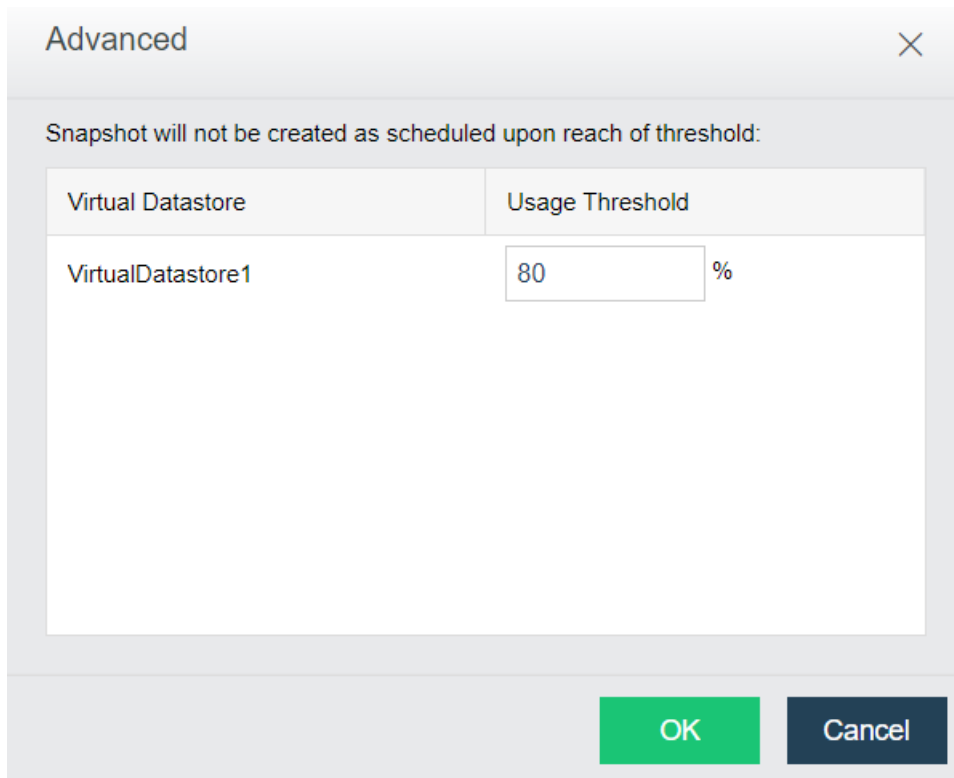 Advanced
Snapshot will not be created as scheduled upon reach of threshold:
Virtual Datastore Usage Threshold
VirtualDatastore1 80 %
OK Cancel